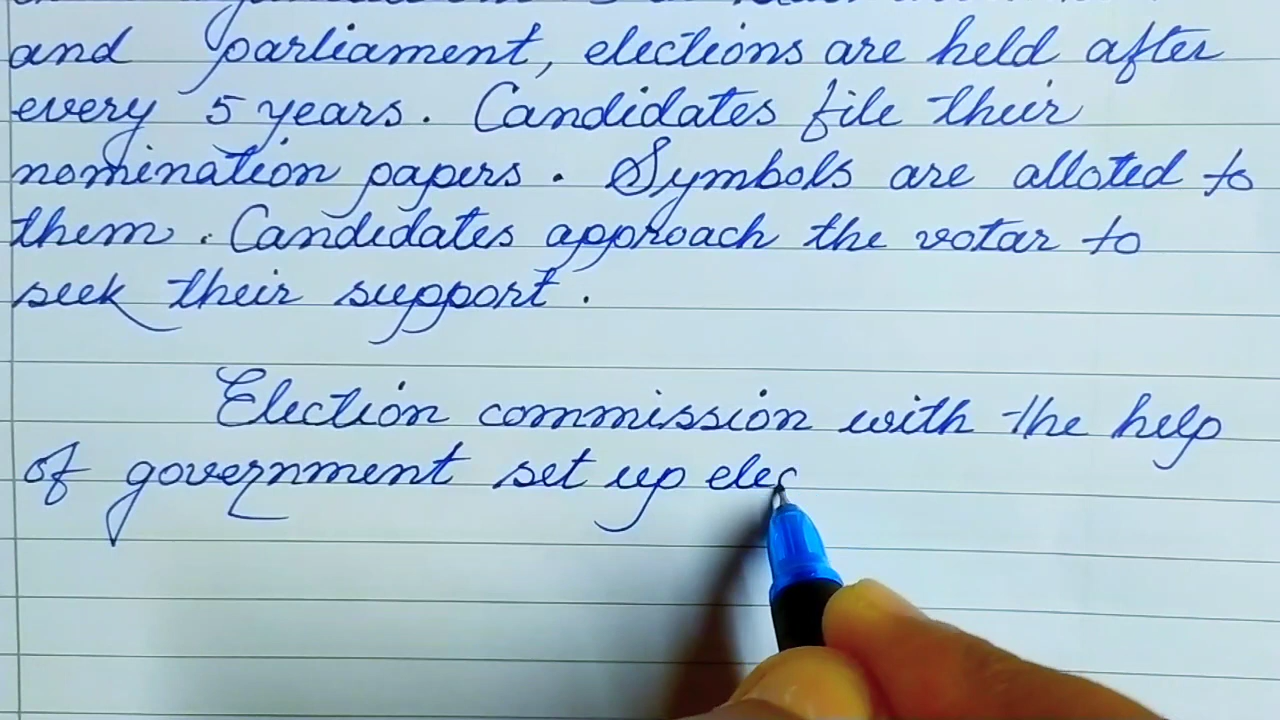 and parliament, elections are held after
every 5 years. Candidates file their
nomination papers. Symbols are alloted to
them. Candidates approach the votar to
seek their support.
Election commission with the help
of government set up elec